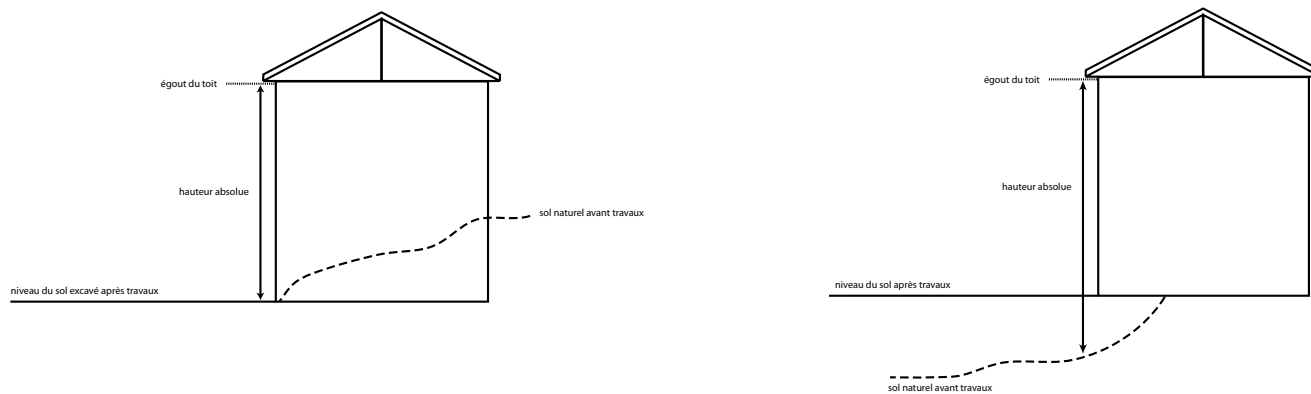 égout du toit
hauteur absolue
sol naturel avant travaux
niveau du sol excavé après travaux
égout du toit
hauteur absolue
niveau du sol après travaux
sol naturel avant travaux